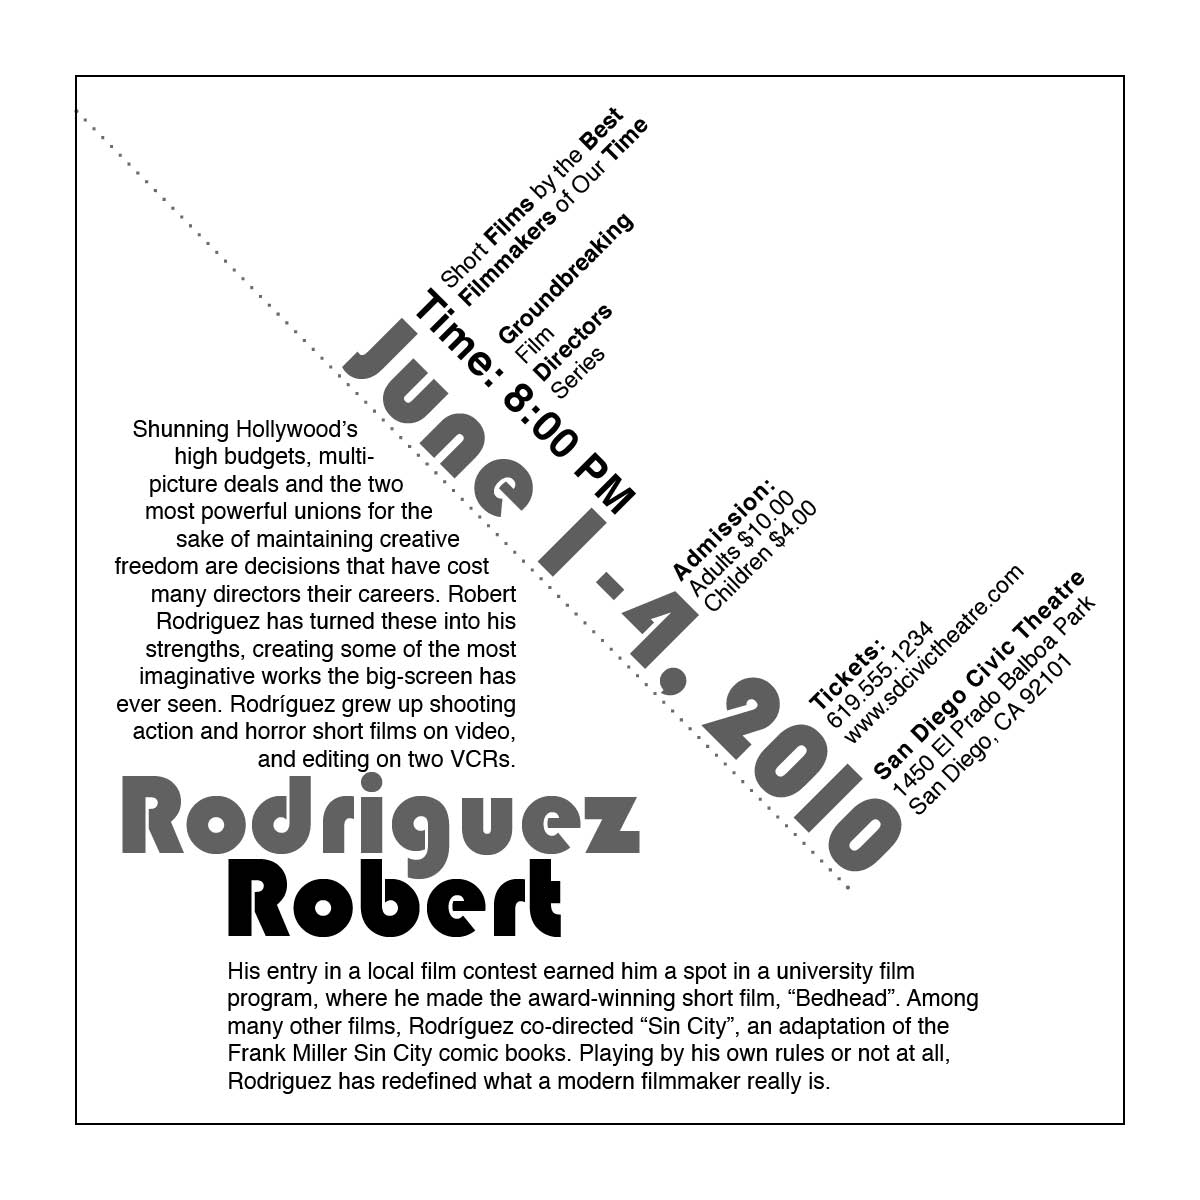 Short Films by the Best
Filmmakers of Our Time
Groundbreaking
Film
Directors
Series
Time: 8:00 PM
June 1 - 4, 2010
Admission:
Adults $10.00
Children $4.00
Tickets:
619.555.1234
www.sdcivictheatre.com
San Diego Civic Theatre
1450 El Prado Balboa Park
San Diego, CA 92101
Shunning Hollywood’s
high budgets, multi-
picture deals and the two
most powerful unions for the
sake of maintaining creative
freedom are decisions that have cost
many directors their careers. Robert
Rodriguez has turned these into his
strengths, creating some of the most
imaginative works the big-screen has
ever seen. Rodríguez grew up shooting
action and horror short films on video,
and editing on two VCRs.
Rodriguez
Robert
His entry in a local film contest earned him a spot in a university film
program, where he made the award-winning short film, “Bedhead”. Among
many other films, Rodríguez co-directed “Sin City”, an adaptation of the
Frank Miller Sin City comic books. Playing by his own rules or not at all,
Rodriguez has redefined what a modern filmmaker really is.